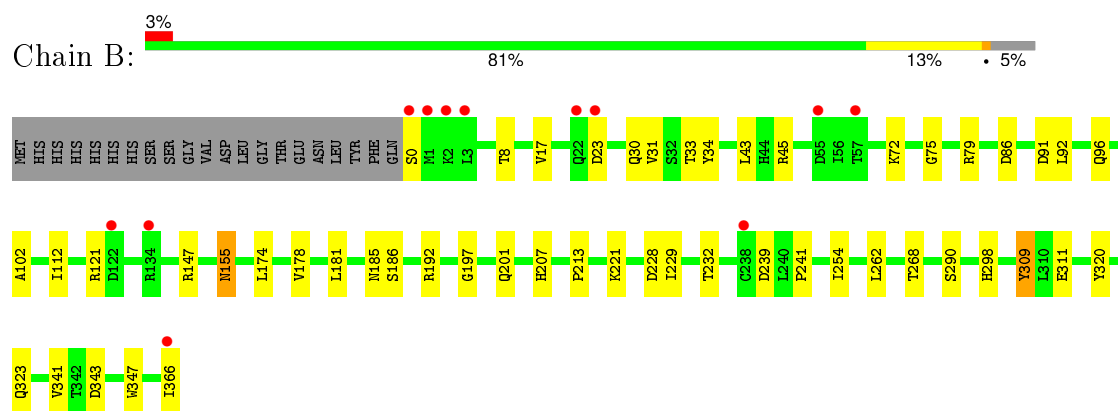 3%
Chain B:
81% 13% • 5%
MET HIS HIS HIS HIS HIS HIS SER SER GLY VAL ASP LEU GLY THR GLU ASN LEU TYR PHE GLN S0 M1 K2 L3 T8 V17 Q22 D23 Q30 V31 S32 T33 Y34 L43 H44 R45 D55 I56 T57 K72 G75 R79 D86 D91 L92 Q96
A102 I112 R121 D122 R134 R147 N155 L174 V178 L181 N185 S186 R192 G197 Q201 H207 P213 K221 D228 I229 T232 C238 D239 L240 P241 I254 L262 T268 S290 H298 Y309 L310 E311 Y320
Q323 V341 T342 D343 W347 I366